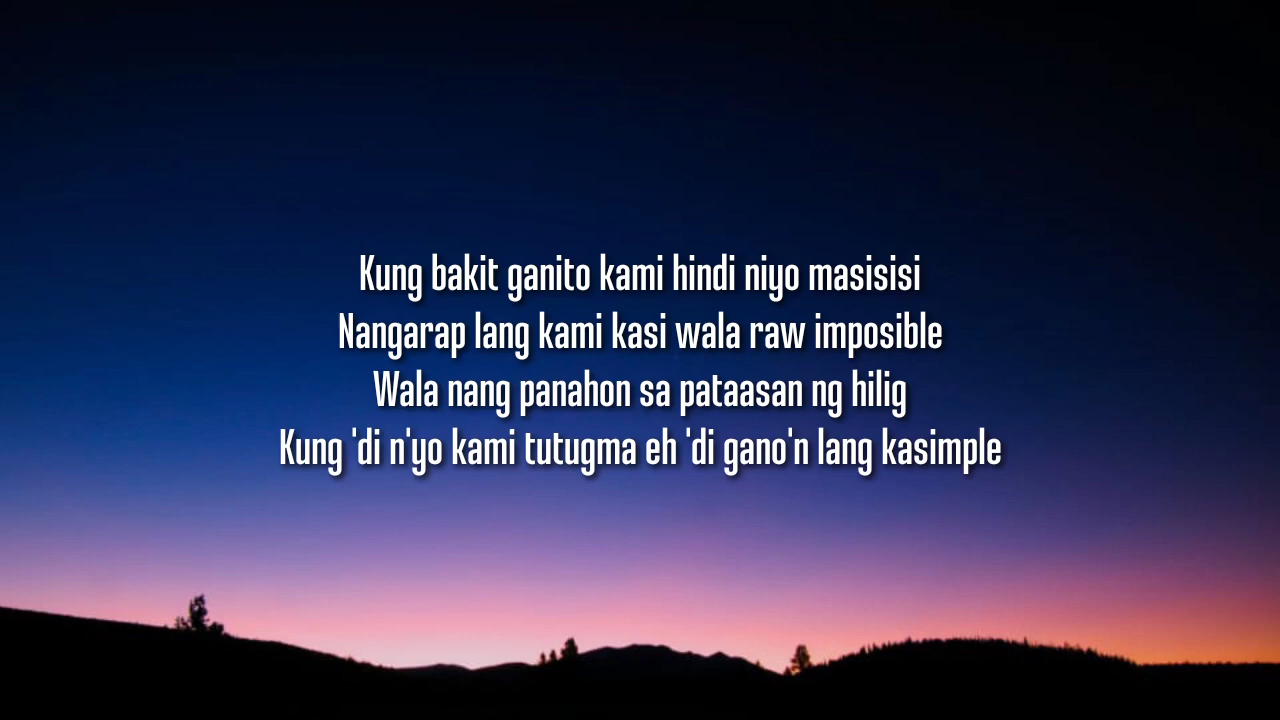 Kung bakit ganito kami hindi niyo masisisi
Nangarap lang kami kasi wala raw imposible
Wala nang panahon sa pataasan ng hilig
Kung 'di n'yo kami tutugma eh 'di gano'n lang kasimple